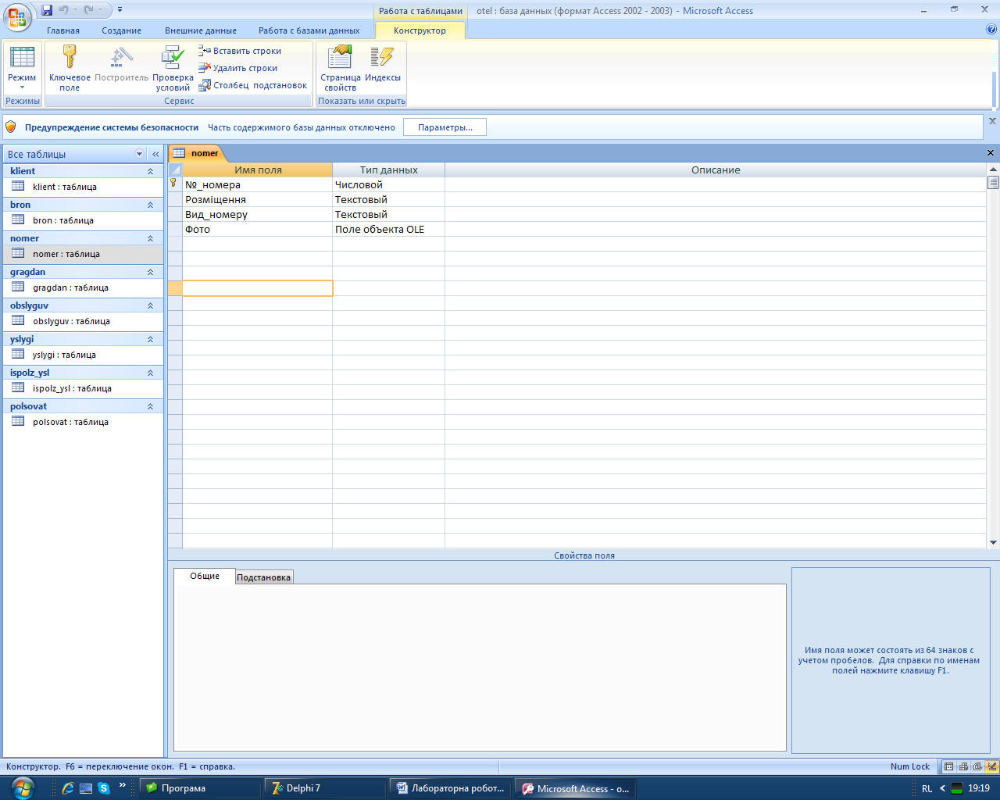 Работа с таблицами
otel : база данных (формат Access 2002 - 2003) - Microsoft Access
Главная
Создание
Внешние данные
Работа с базами данных
Конструктор
Режим
Режимы
Ключевое поле
Построитель
Проверка условий
Вставить строки
Удалить строки
Столбец подстановок
Сервис
Страница свойств
Индексы
Показать или скрыть
Предупреждение системы безопасности
Часть содержимого базы данных отключено
Параметры...
Все таблицы
klient
klient : таблица
bron
bron : таблица
nomer
nomer : таблица
gragdan
gragdan : таблица
obslyguv
obslyguv : таблица
yslygi
yslygi : таблица
ispolz_ysl
ispolz_ysl : таблица
polsovat
polsovat : таблица
nomer
Имя поля
Тип данных
Описание
№_номера
Числовой
Розміщення
Текстовый
Вид_номеру
Текстовый
Фото
Поле объекта OLE
Свойства поля
Общие
Подстановка
Имя поля может состоять из 64 знаков с
учетом пробелов. Для справки по именам
полей нажмите клавишу F1.
Конструктор. F6 = переключение окон. F1 = справка.
Num Lock
Програма
Delphi 7
Лабораторна робот...
Microsoft Access - o...
RU
19:19